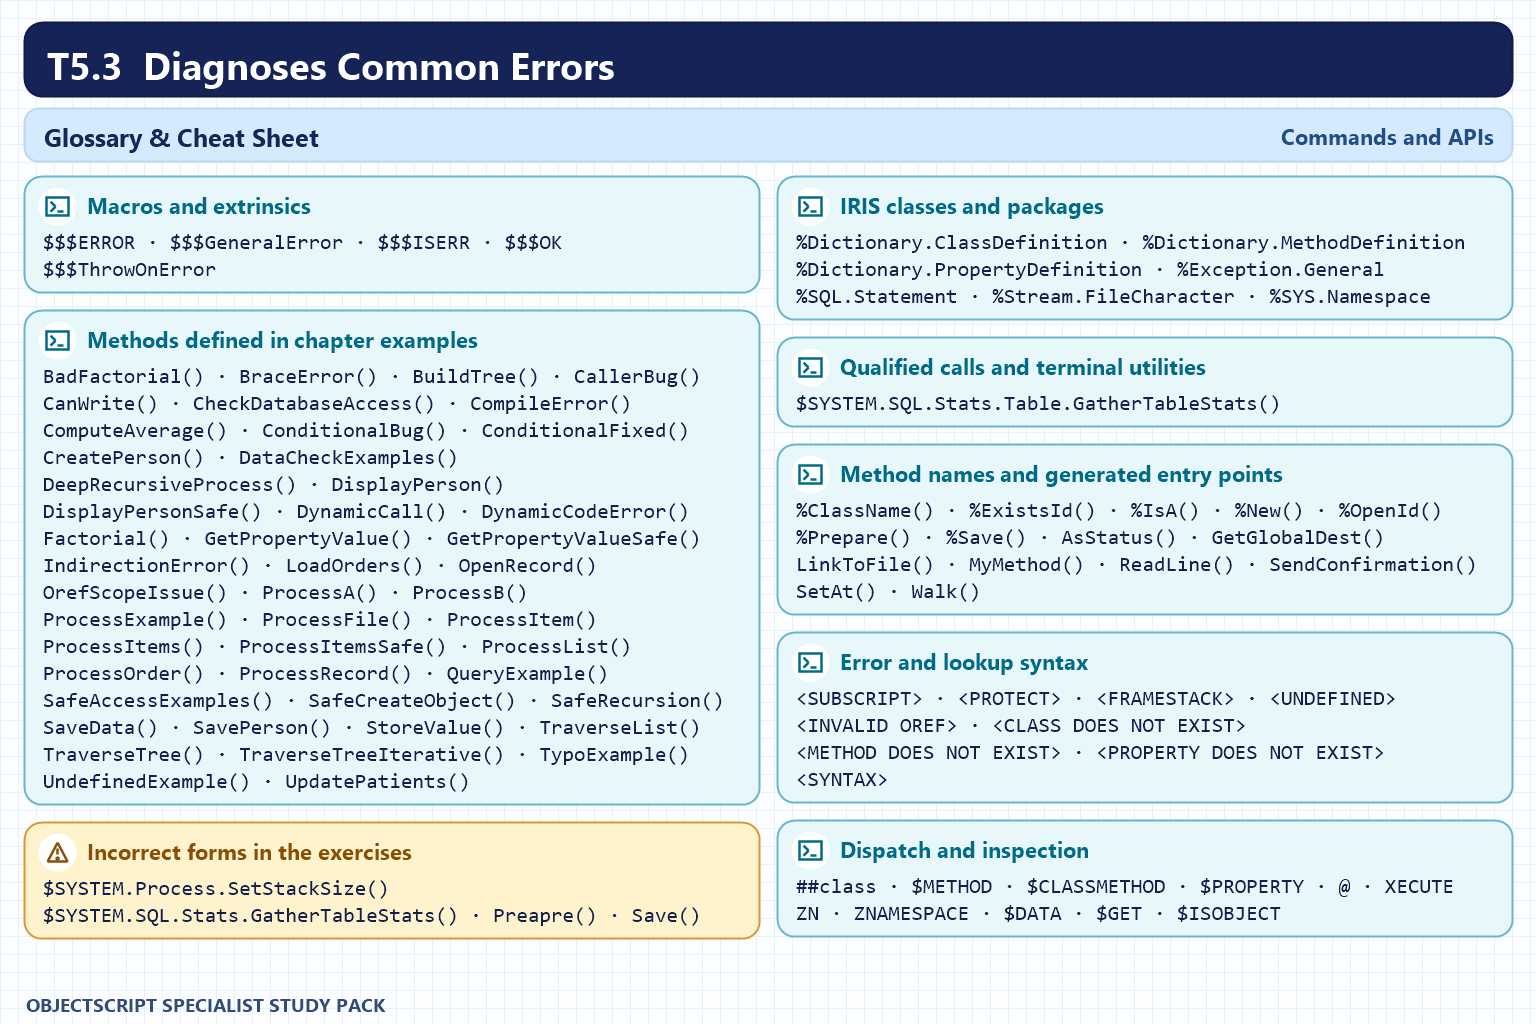 T5.3 Diagnoses Common Errors
Glossary & Cheat Sheet
Commands and APIs
Macros and extrinsics
$$$ERROR · $$$GeneralError · $$$ISERR · $$$OK
$$$ThrowOnError
Methods defined in chapter examples
BadFactorial() · BraceError() · BuildTree() · CallerBug()
CanWrite() · CheckDatabaseAccess() · CompileError()
ComputeAverage() · ConditionalBug() · ConditionalFixed()
CreatePerson() · DataCheckExamples()
DeepRecursiveProcess() · DisplayPerson()
DisplayPersonSafe() · DynamicCall() · DynamicCodeError()
Factorial() · GetPropertyValue() · GetPropertyValueSafe()
IndirectionError() · LoadOrders() · OpenRecord()
OrefScopeIssue() · ProcessA() · ProcessB()
ProcessExample() · ProcessFile() · ProcessItem()
ProcessItems() · ProcessItemsSafe() · ProcessList()
ProcessOrder() · ProcessRecord() · QueryExample()
SafeAccessExamples() · SafeCreateObject() · SafeRecursion()
SaveData() · SavePerson() · StoreValue() · TraverseList()
TraverseTree() · TraverseTreeIterative() · TypoExample()
UndefinedExample() · UpdatePatients()
Incorrect forms in the exercises
$SYSTEM.Process.SetStackSize()
$SYSTEM.SQL.Stats.GatherTableStats() · Preapre() · Save()
IRIS classes and packages
%Dictionary.ClassDefinition · %Dictionary.MethodDefinition
%Dictionary.PropertyDefinition · %Exception.General
%SQL.Statement · %Stream.FileCharacter · %SYS.Namespace
Qualified calls and terminal utilities
$SYSTEM.SQL.Stats.Table.GatherTableStats()
Method names and generated entry points
%ClassName() · %ExistsId() · %IsA() · %New() · %OpenId()
%Prepare() · %Save() · AsStatus() · GetGlobalDest()
LinkToFile() · MyMethod() · ReadLine() · SendConfirmation()
SetAt() · Walk()
Error and lookup syntax
<SUBSCRIPT> · <PROTECT> · <FRAMESTACK> · <UNDEFINED>
<INVALID OREF> · <CLASS DOES NOT EXIST>
<METHOD DOES NOT EXIST> · <PROPERTY DOES NOT EXIST>
<SYNTAX>
Dispatch and inspection
##class · $METHOD · $CLASSMETHOD · $PROPERTY · @ · XECUTE
ZN · ZNAMESPACE · $DATA · $GET · $ISOBJECT
OBJECTSCRIPT SPECIALIST STUDY PACK